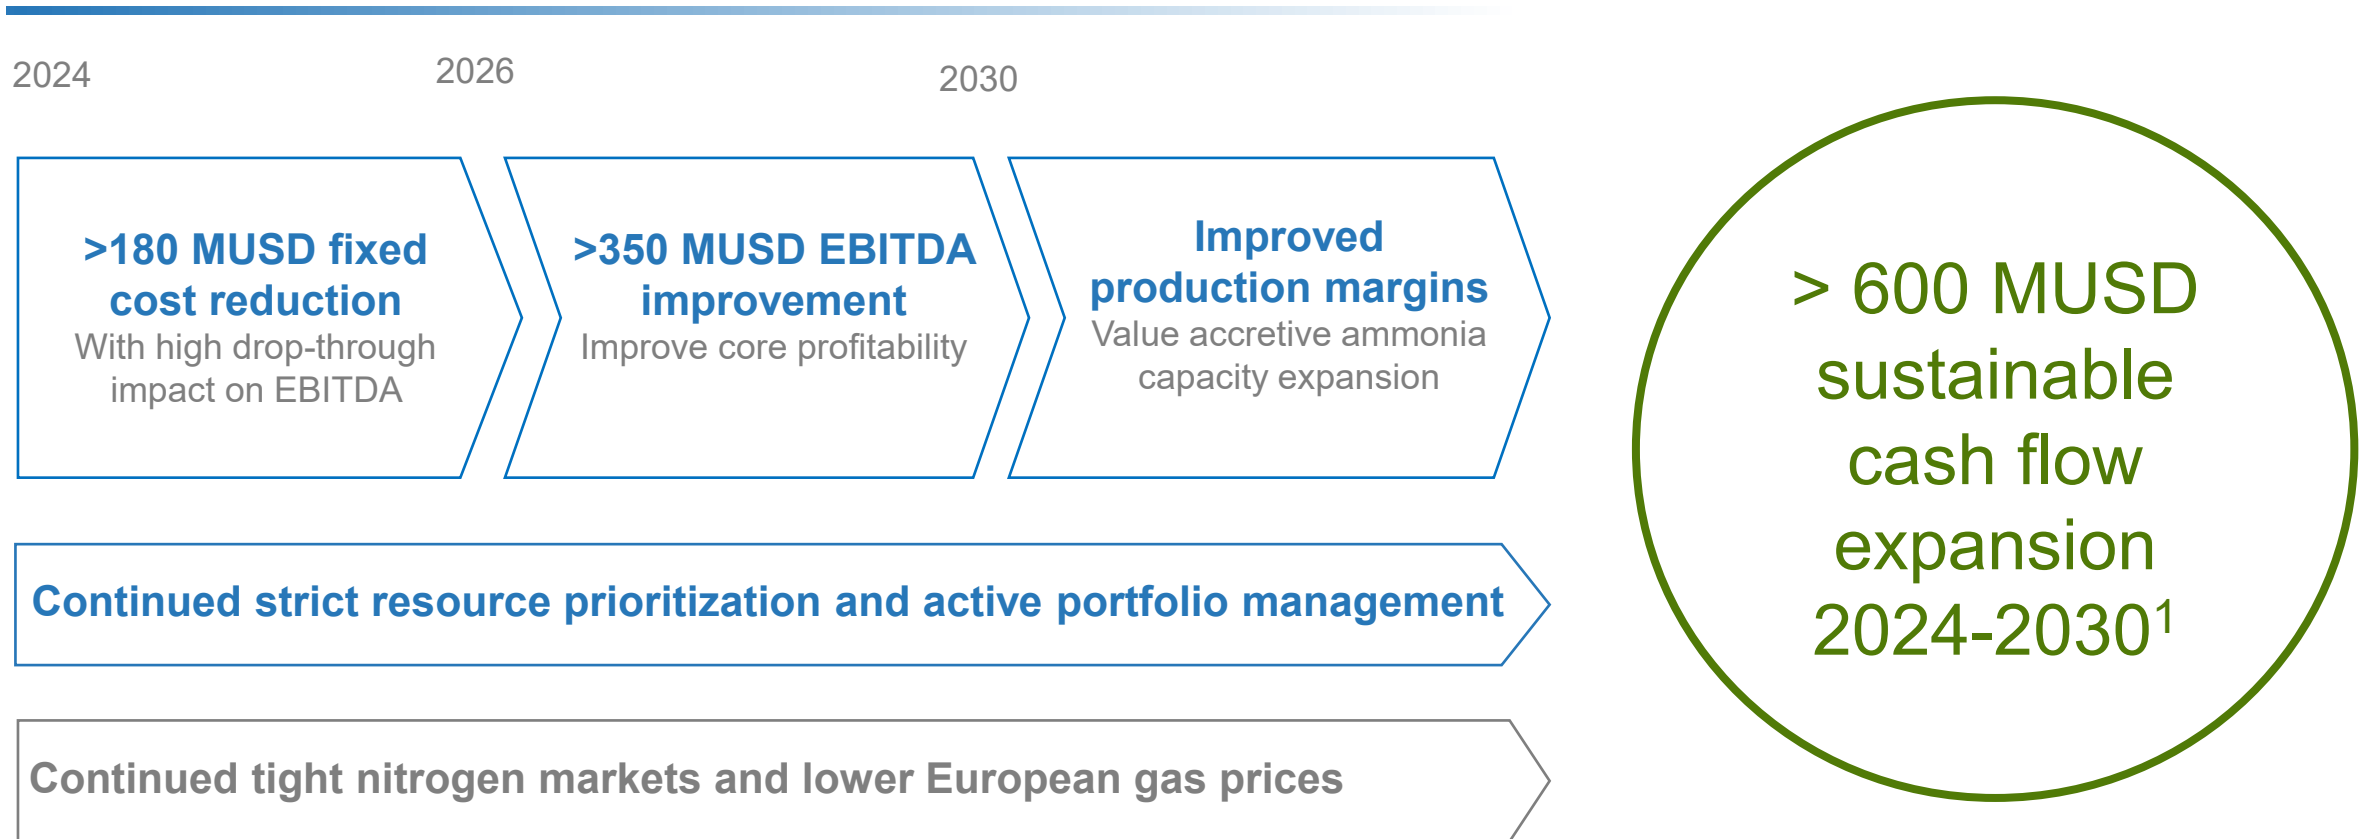 2024
2026
2030
>180 MUSD fixed
cost reduction
With high drop-through
impact on EBITDA
>350 MUSD EBITDA
improvement
Improve core profitability
Improved
production margins
Value accretive ammonia
capacity expansion
Continued strict resource prioritization and active portfolio management
Continued tight nitrogen markets and lower European gas prices
> 600 MUSD
sustainable
cash flow
expansion
2024-2030¹